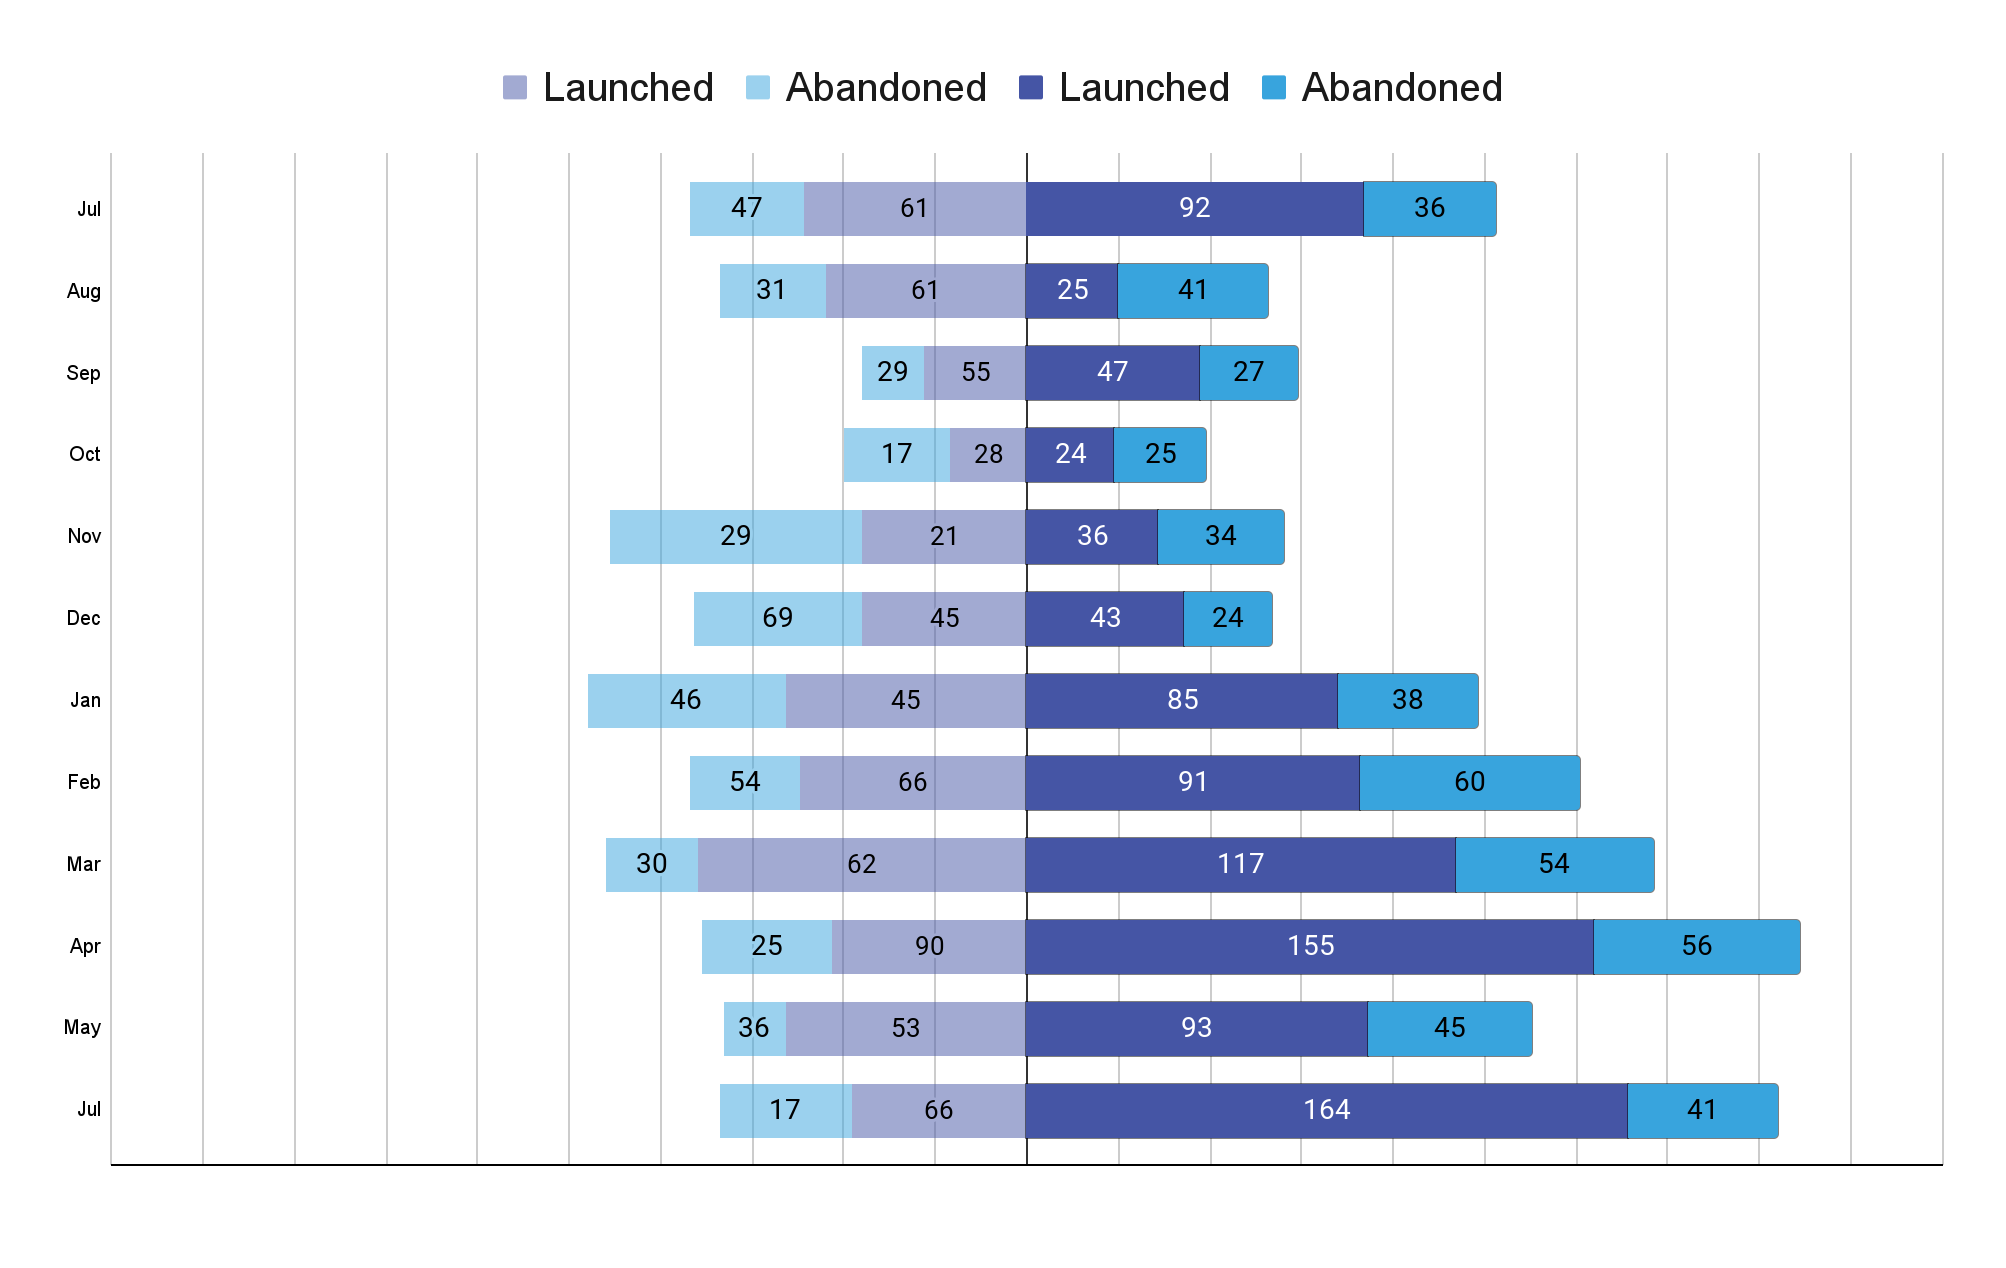 Launched Abandoned Launched Abandoned
Jul 47 61 92 36
Aug 31 61 25 41
Sep 29 55 47 27
Oct 17 28 24 25
Nov 29 21 36 34
Dec 69 45 43 24
Jan 46 45 85 38
Feb 54 66 91 60
Mar 30 62 117 54
Apr 25 90 155 56
May 36 53 93 45
Jul 17 66 164 41